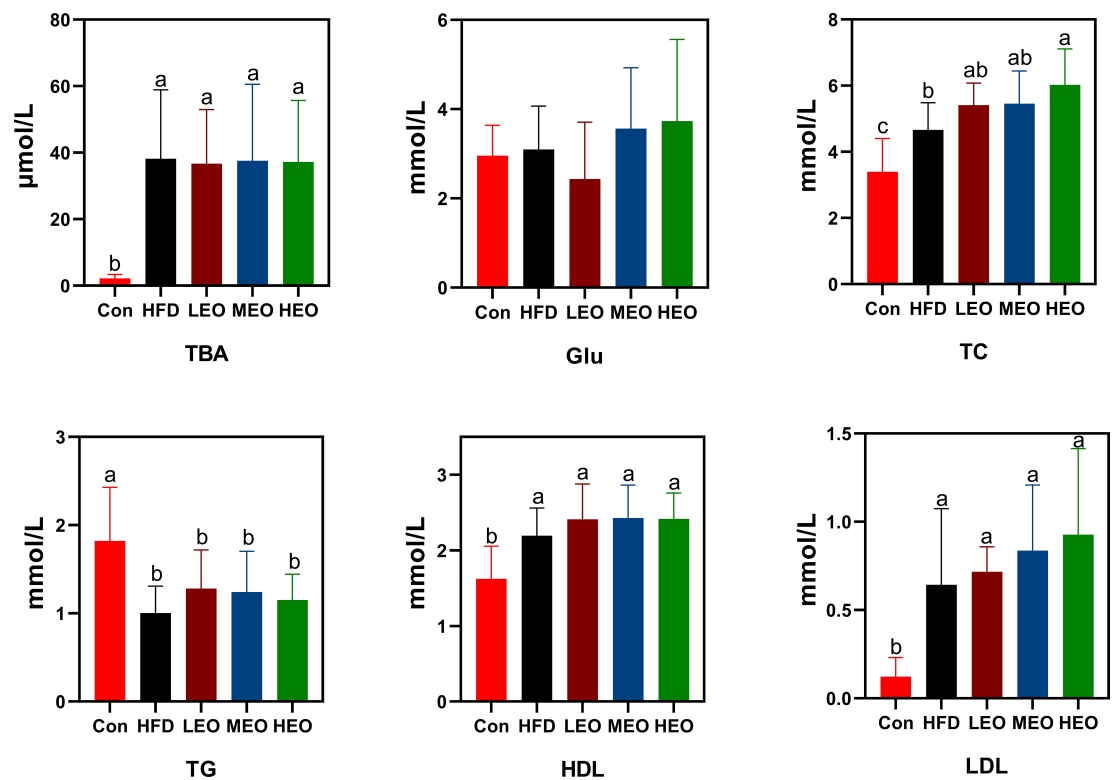 80
60
40
20
0
µmol/L
b
a
a
a
a
Con HFD LEO MEO HEO
TBA
6
4
2
0
mmol/L
Con HFD LEO MEO HEO
Glu
8
6
4
2
0
mmol/L
c
b
ab
ab
a
Con HFD LEO MEO HEO
TC
3
2
1
0
mmol/L
a
b
b
b
b
Con HFD LEO MEO HEO
TG
3
2
1
0
mmol/L
b
a
a
a
a
Con HFD LEO MEO HEO
HDL
1.5
1.0
0.5
0.0
mmol/L
b
a
a
a
a
Con HFD LEO MEO HEO
LDL